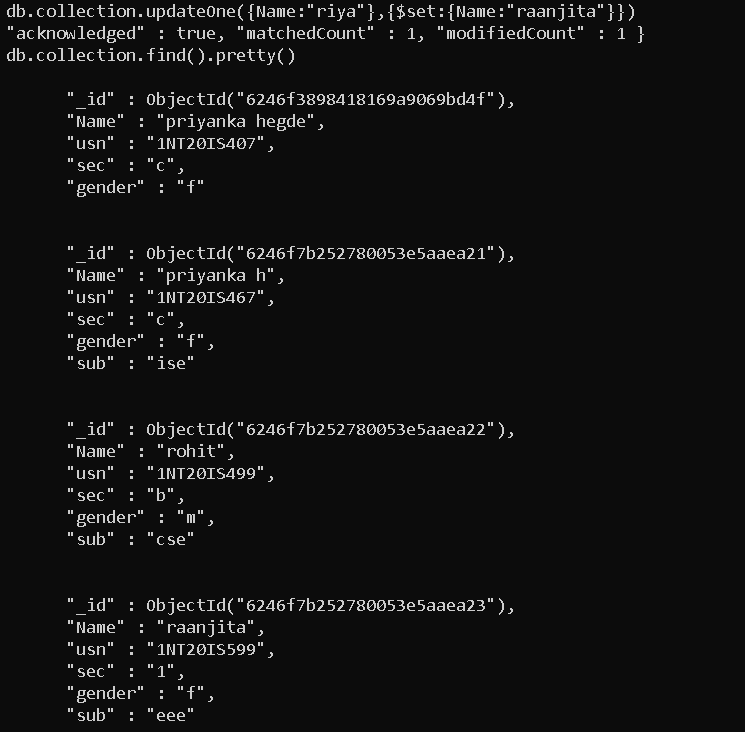 db.collection.updateOne({Name:"riya"},{$set:{Name:"raanjita"}})
"acknowledged" : true, "matchedCount" : 1, "modifiedCount" : 1 }
db.collection.find().pretty()
"_id" : ObjectId("6246f3898418169a9069bd4f"),
"Name" : "priyanka hegde",
"usn" : "1NT20IS407",
"sec" : "c",
"gender" : "f"
"_id" : ObjectId("6246f7b252780053e5aaea21"),
"Name" : "priyanka h",
"usn" : "1NT20IS467",
"sec" : "c",
"gender" : "f",
"sub" : "ise"
"_id" : ObjectId("6246f7b252780053e5aaea22"),
"Name" : "rohit",
"usn" : "1NT20IS499",
"sec" : "b",
"gender" : "m",
"sub" : "cse"
"_id" : ObjectId("6246f7b252780053e5aaea23"),
"Name" : "raanjita",
"usn" : "1NT20IS599",
"sec" : "1",
"gender" : "f",
"sub" : "eee"